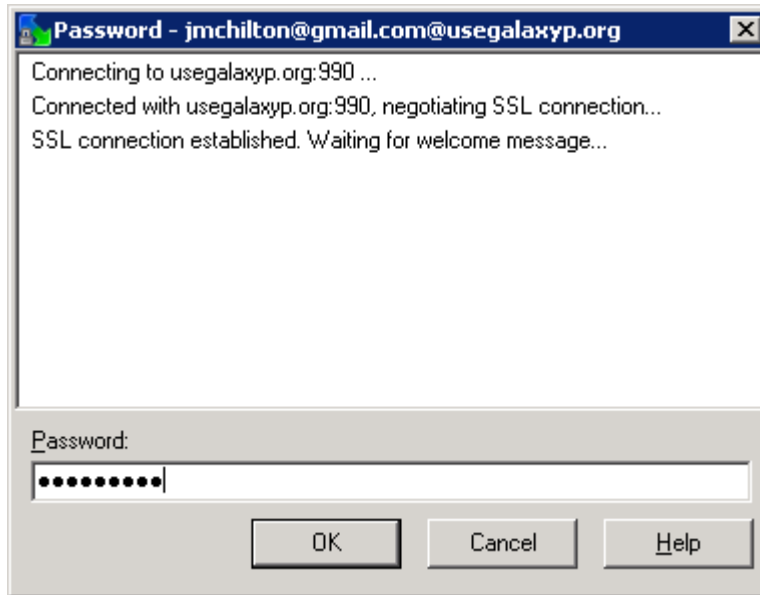 Password - jmchilton@gmail.com@usegalaxyp.org
Connecting to usegalaxyp.org:990 ...
Connected with usegalaxyp.org:990, negotiating SSL connection...
SSL connection established. Waiting for welcome message...
Password:
●●●●●●●●●
OK Cancel Help